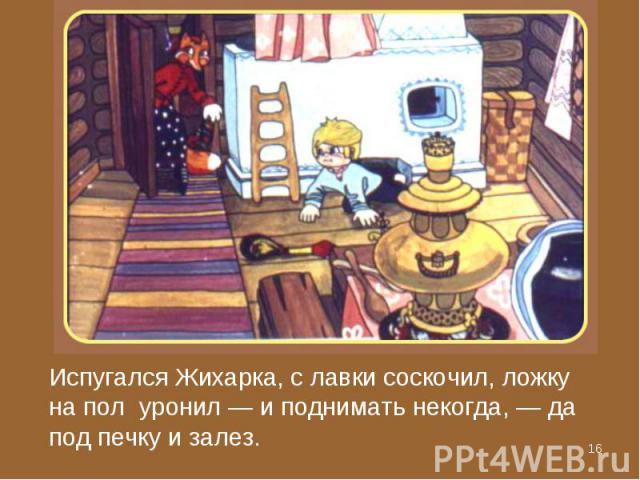 Испугался Жихарка, с лавки соскочил, ложку
на пол  уронил — и поднимать некогда, — да
под печку и залез.
16
PPt4WEB.ru